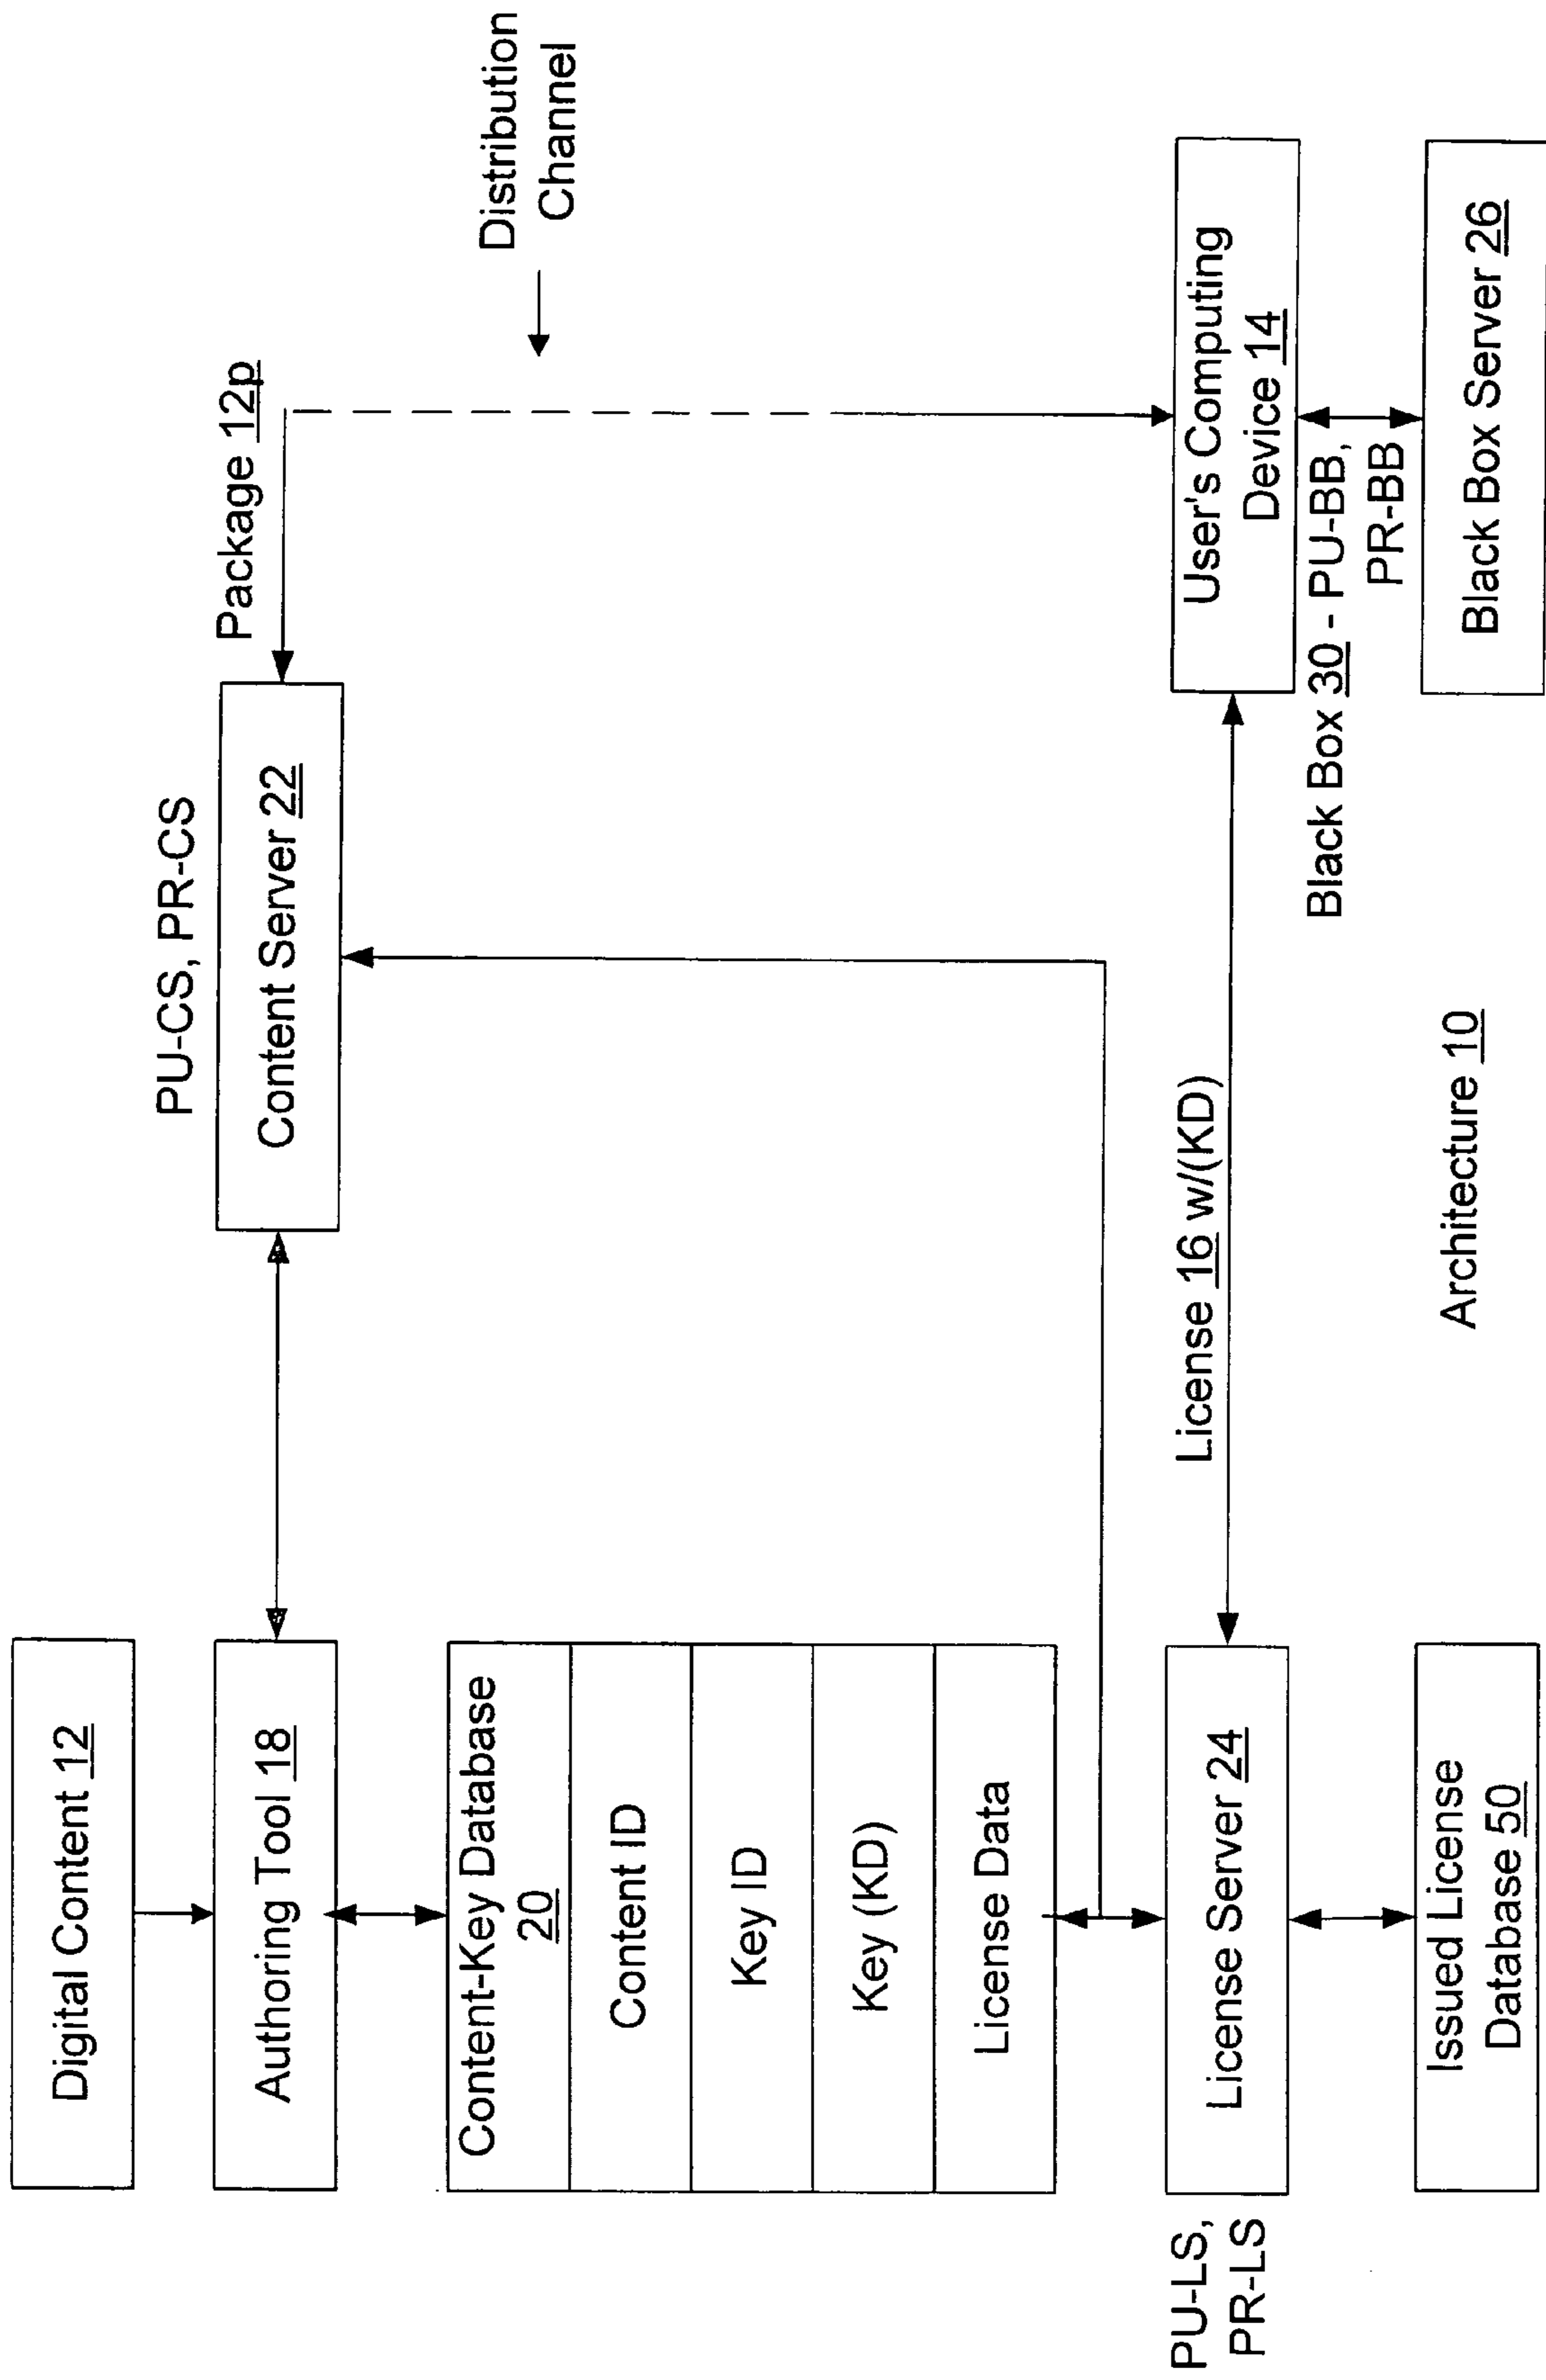 Digital Content 12
Authoring Tool 18
Content-Key Database
20
Content ID
Key ID
Key (KD)
License Data
PU-LS,
PR-LS
License Server 24
Issued License
Database 50
PU-CS, PR-CS
Content Server 22
Package 12p
Distribution
Channel
License 16 w/(KD)
User's Computing
Device 14
Black Box 30 - PU-BB,
PR-BB
Black Box Server 26
Architecture 10